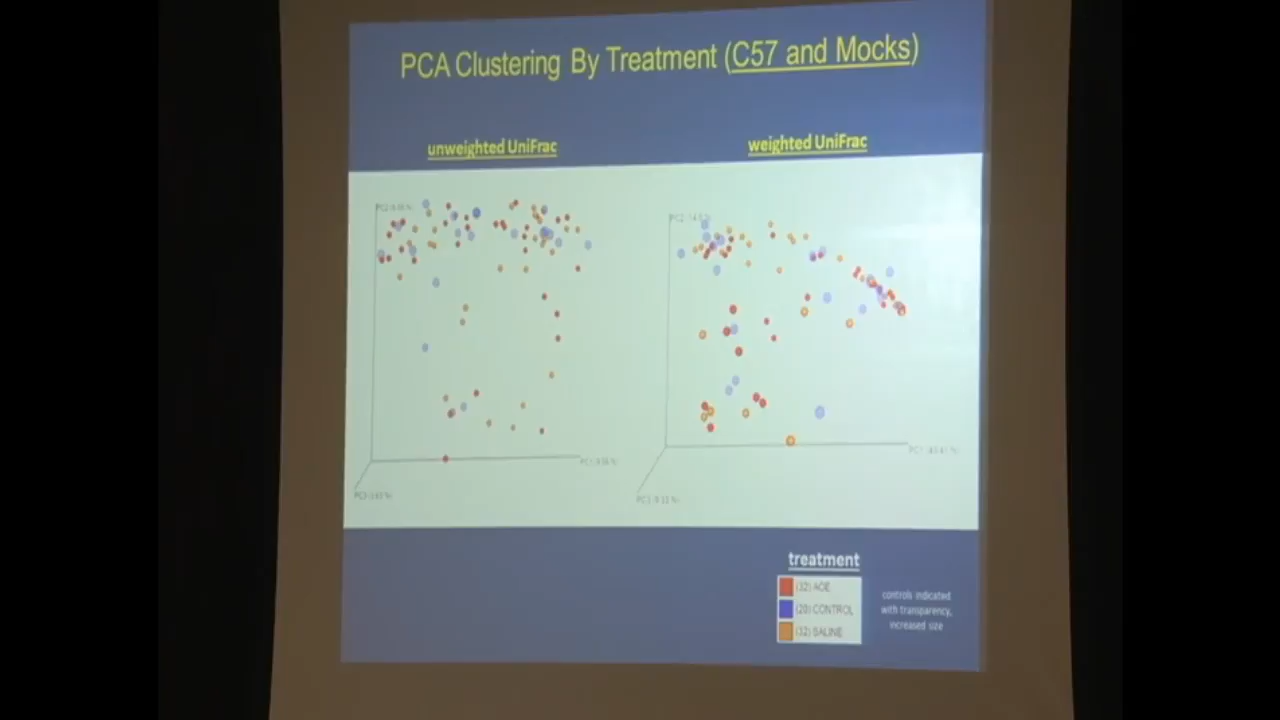 PCA Clustering By Treatment (C57 and Mocks)
unweighted UniFrac
weighted UniFrac
treatment
(32) AOE
(20) CONTROL
(32) SALINE
controls indicated
with transparency,
increased size